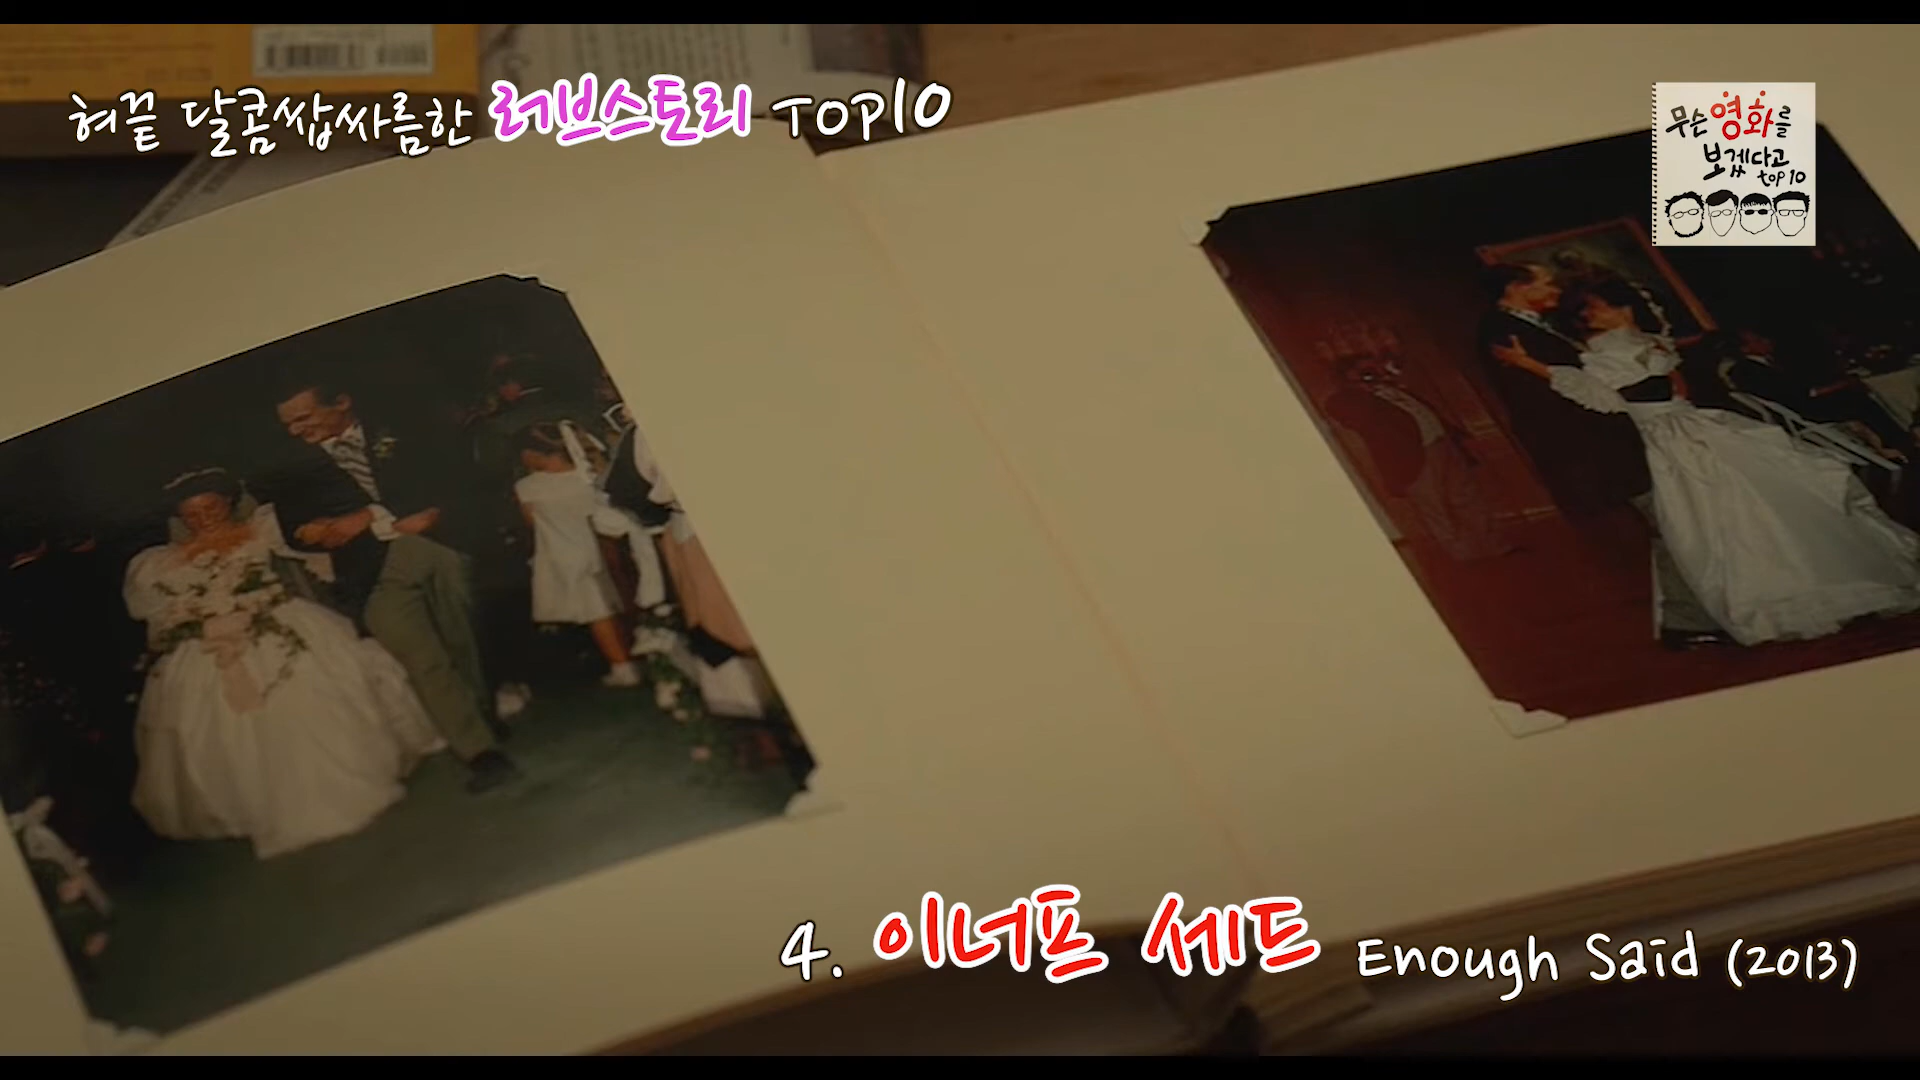 혀끝 달콤쌉싸름한 러브스토리 TOP10
무슨 영화를
보겠다고
top 10
4. 이너프 세드 Enough Said (2013)